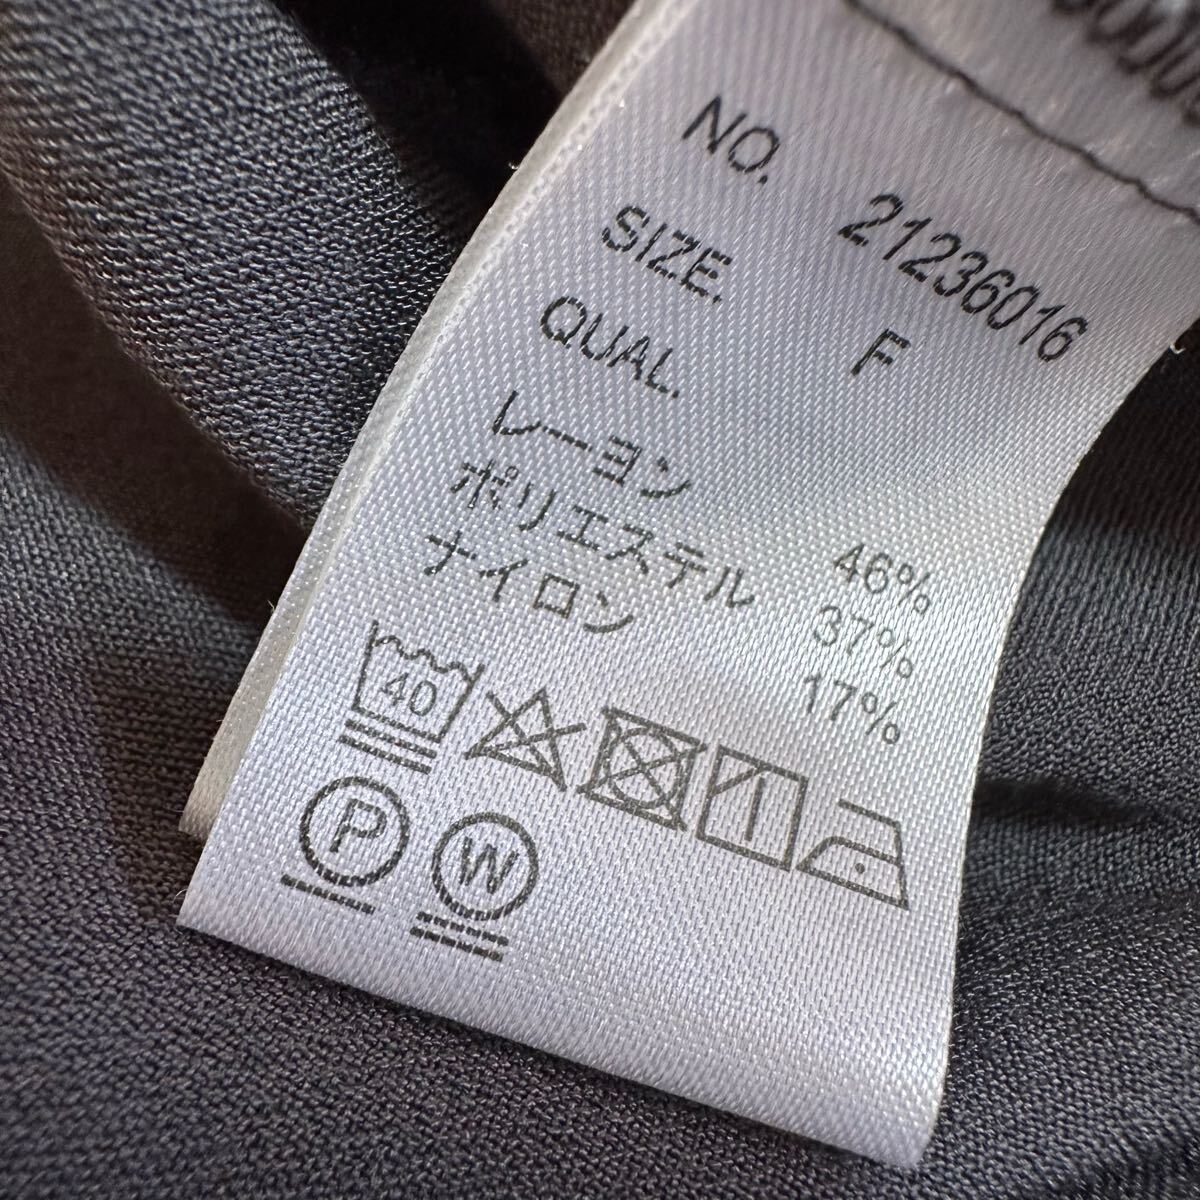 NO. 21236016
SIZE. F
QUAL.
レーヨン 46%
ポリエステル 37%
ナイロン 17%
40
P W